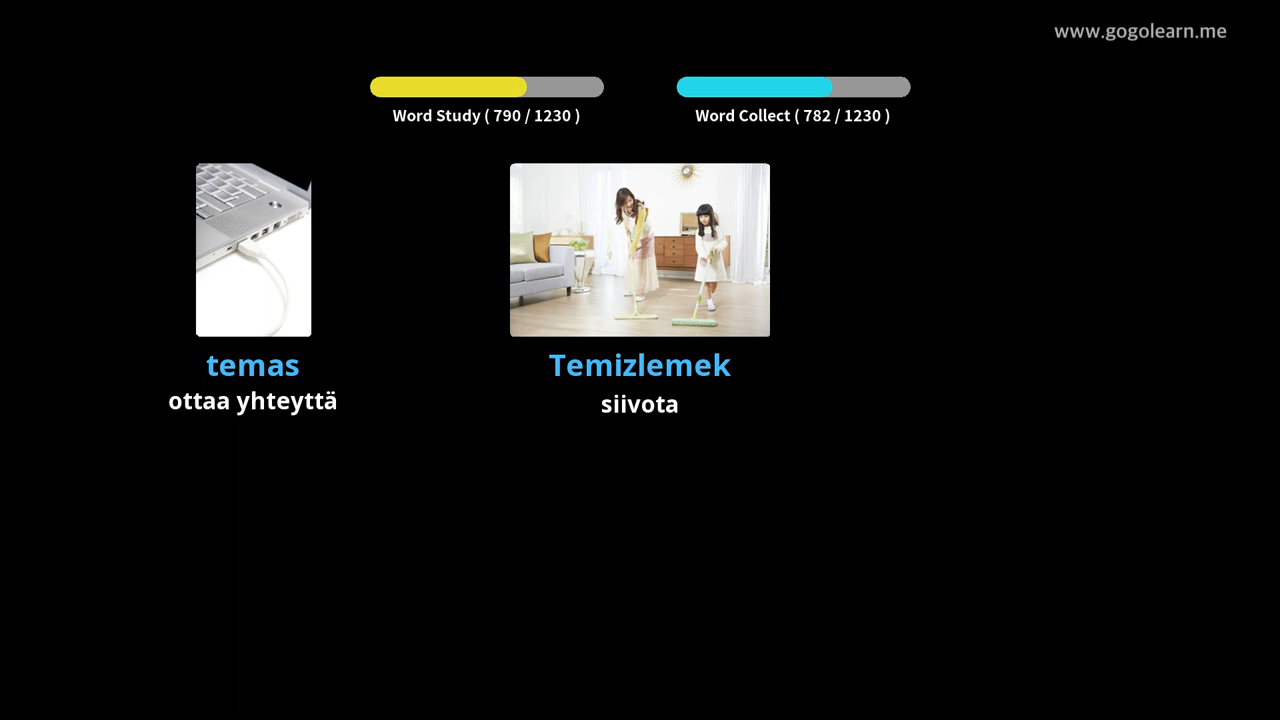 www.gogolearn.me
Word Study ( 790 / 1230 )
Word Collect ( 782 / 1230 )
temas
ottaa yhteyttä
Temizlemek
siivota